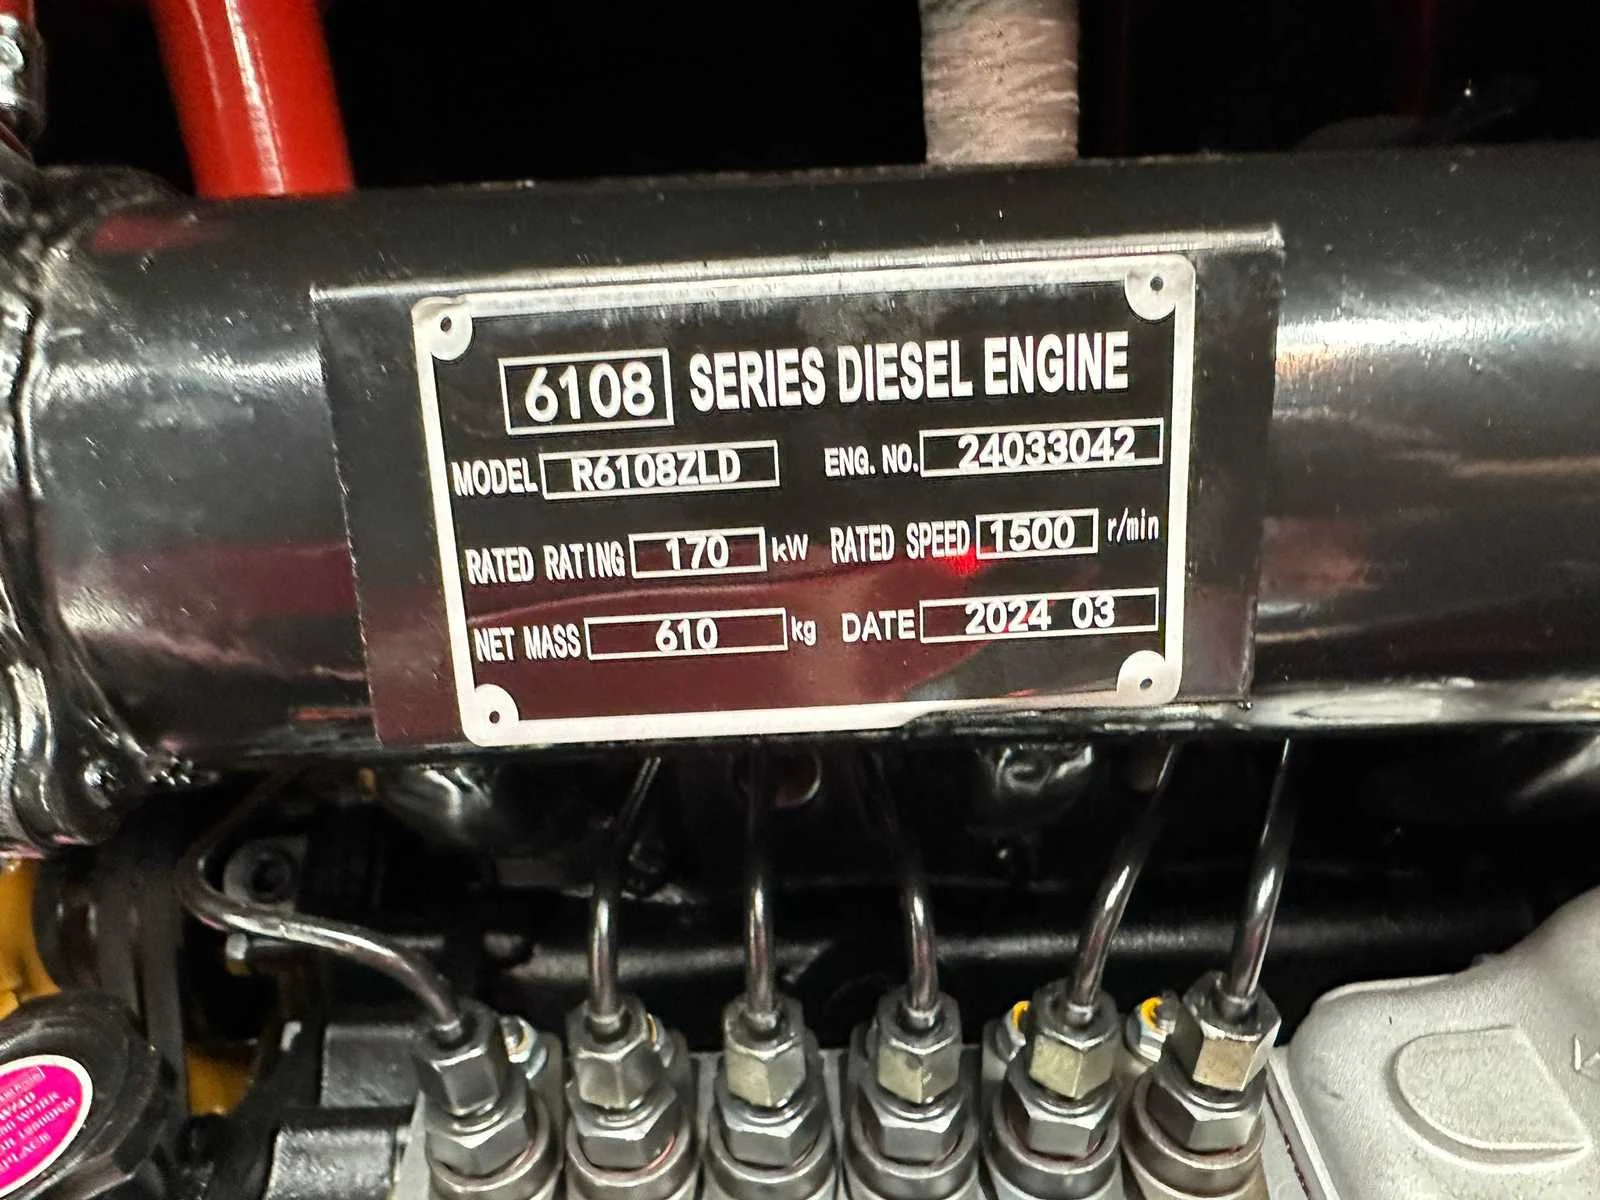 6108 SERIES DIESEL ENGINE
MODEL R6108ZLD ENG. NO. 24033042
RATED RATING 170 kW RATED SPEED 1500 r/min
NET MASS 610 kg DATE 2024 03